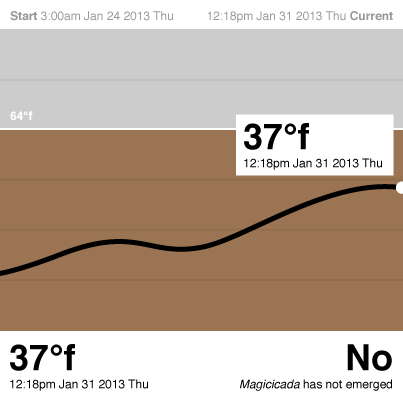 Start 3:00am Jan 24 2013 Thu
12:18pm Jan 31 2013 Thu Current
64°f
37°f
12:18pm Jan 31 2013 Thu
37°f
12:18pm Jan 31 2013 Thu
No
Magicicada has not emerged